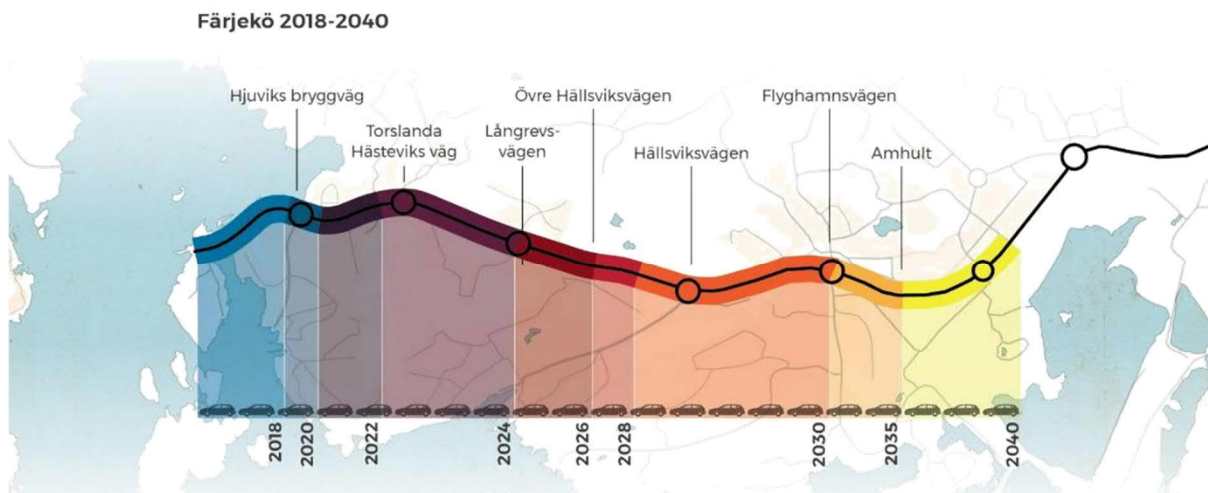 Färjekö 2018-2040
Hjuviks bryggväg
Övre Hällsviksvägen
Flyghamnsvägen
Torslanda
Hästeviks väg
Långrevs-
vägen
Hällsviksvägen
Amhult
2018
2020
2022
2024
2026
2028
2030
2035
2040